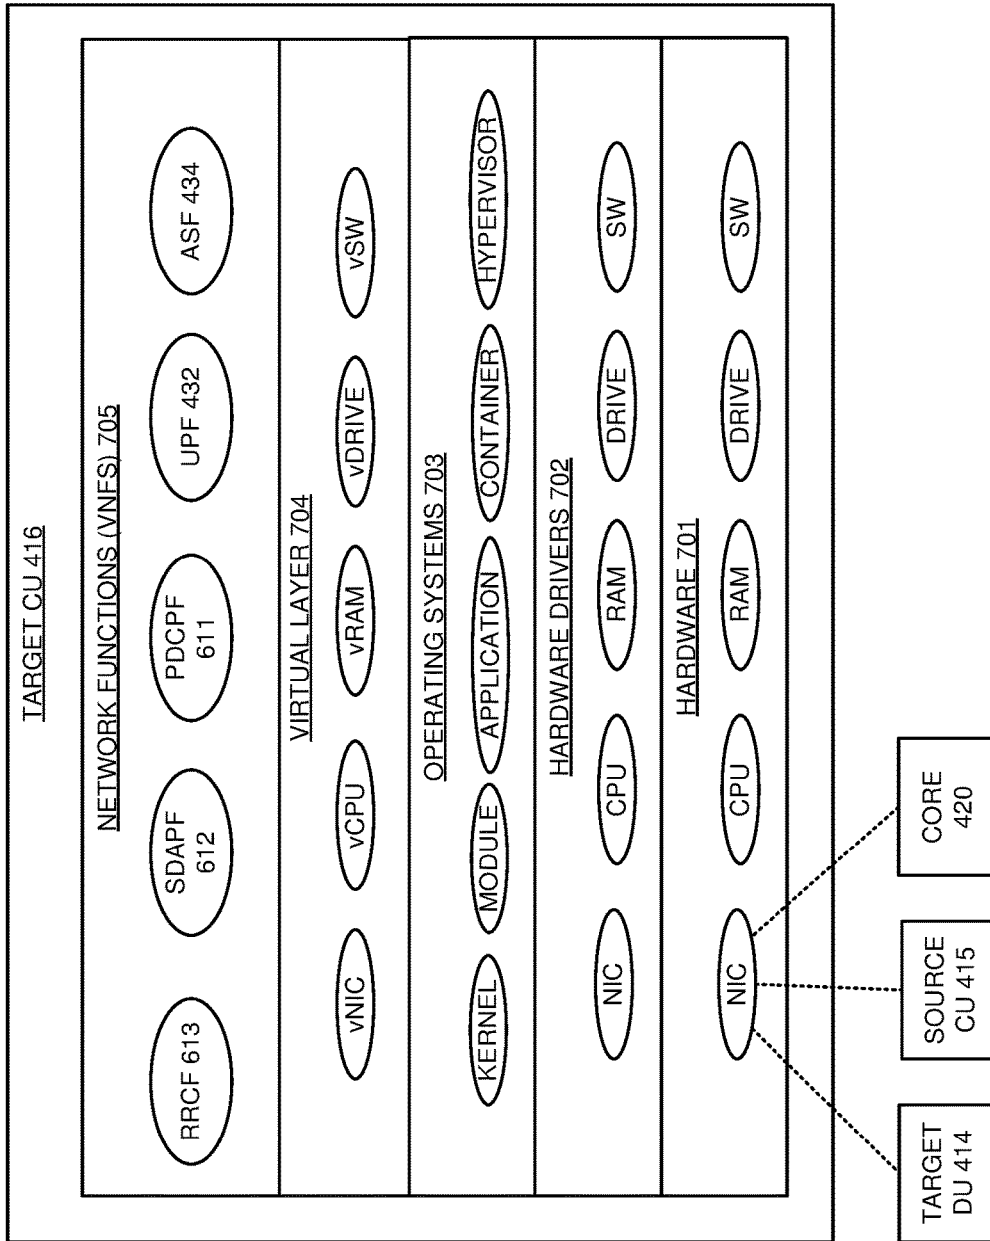 TARGET CU 416
NETWORK FUNCTIONS (VNFS) 705
RRCF 613
SDAPF
612
PDCPF
611
UPF 432
ASF 434
VIRTUAL LAYER 704
vNIC
vCPU
vRAM
vDRIVE
vSW
OPERATING SYSTEMS 703
KERNEL
MODULE
APPLICATION
CONTAINER
HYPERVISOR
HARDWARE DRIVERS 702
NIC
CPU
RAM
DRIVE
SW
HARDWARE 701
NIC
CPU
RAM
DRIVE
SW
TARGET
DU 414
SOURCE
CU 415
CORE
420